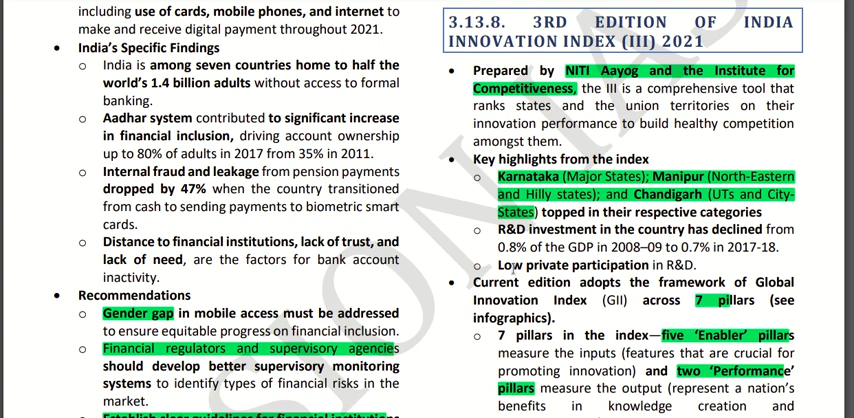 including use of cards, mobile phones, and internet to
make and receive digital payment throughout 2021.
• India's Specific Findings
o India is among seven countries home to half the
world's 1.4 billion adults without access to formal
banking.
o Aadhar system contributed to significant increase
in financial inclusion, driving account ownership
up to 80% of adults in 2017 from 35% in 2011.
o Internal fraud and leakage from pension payments
dropped by 47% when the country transitioned
from cash to sending payments to biometric smart
cards.
o Distance to financial institutions, lack of trust, and
lack of need, are the factors for bank account
inactivity.
• Recommendations
o Gender gap in mobile access must be addressed
to ensure equitable progress on financial inclusion.
o Financial regulators and supervisory agencies
should develop better supervisory monitoring
systems to identify types of financial risks in the
market.
Establish clear guidelines for financial institutions
3.13.8. 3RD EDITION OF INDIA
INNOVATION INDEX (III) 2021
• Prepared by NITI Aayog and the Institute for
Competitiveness, the III is a comprehensive tool that
ranks states and the union territories on their
innovation performance to build healthy competition
amongst them.
• Key highlights from the index
o Karnataka (Major States); Manipur (North-Eastern
and Hilly states); and Chandigarh (UTs and City-
States) topped in their respective categories
o R&D investment in the country has declined from
0.8% of the GDP in 2008–09 to 0.7% in 2017-18.
o Low private participation in R&D.
• Current edition adopts the framework of Global
Innovation Index (GII) across 7 pillars (see
infographics).
o 7 pillars in the index—five 'Enabler' pillars
measure the inputs (features that are crucial for
promoting innovation) and two 'Performance'
pillars measure the output (represent a nation's
benefits in knowledge creation and
SION IAS